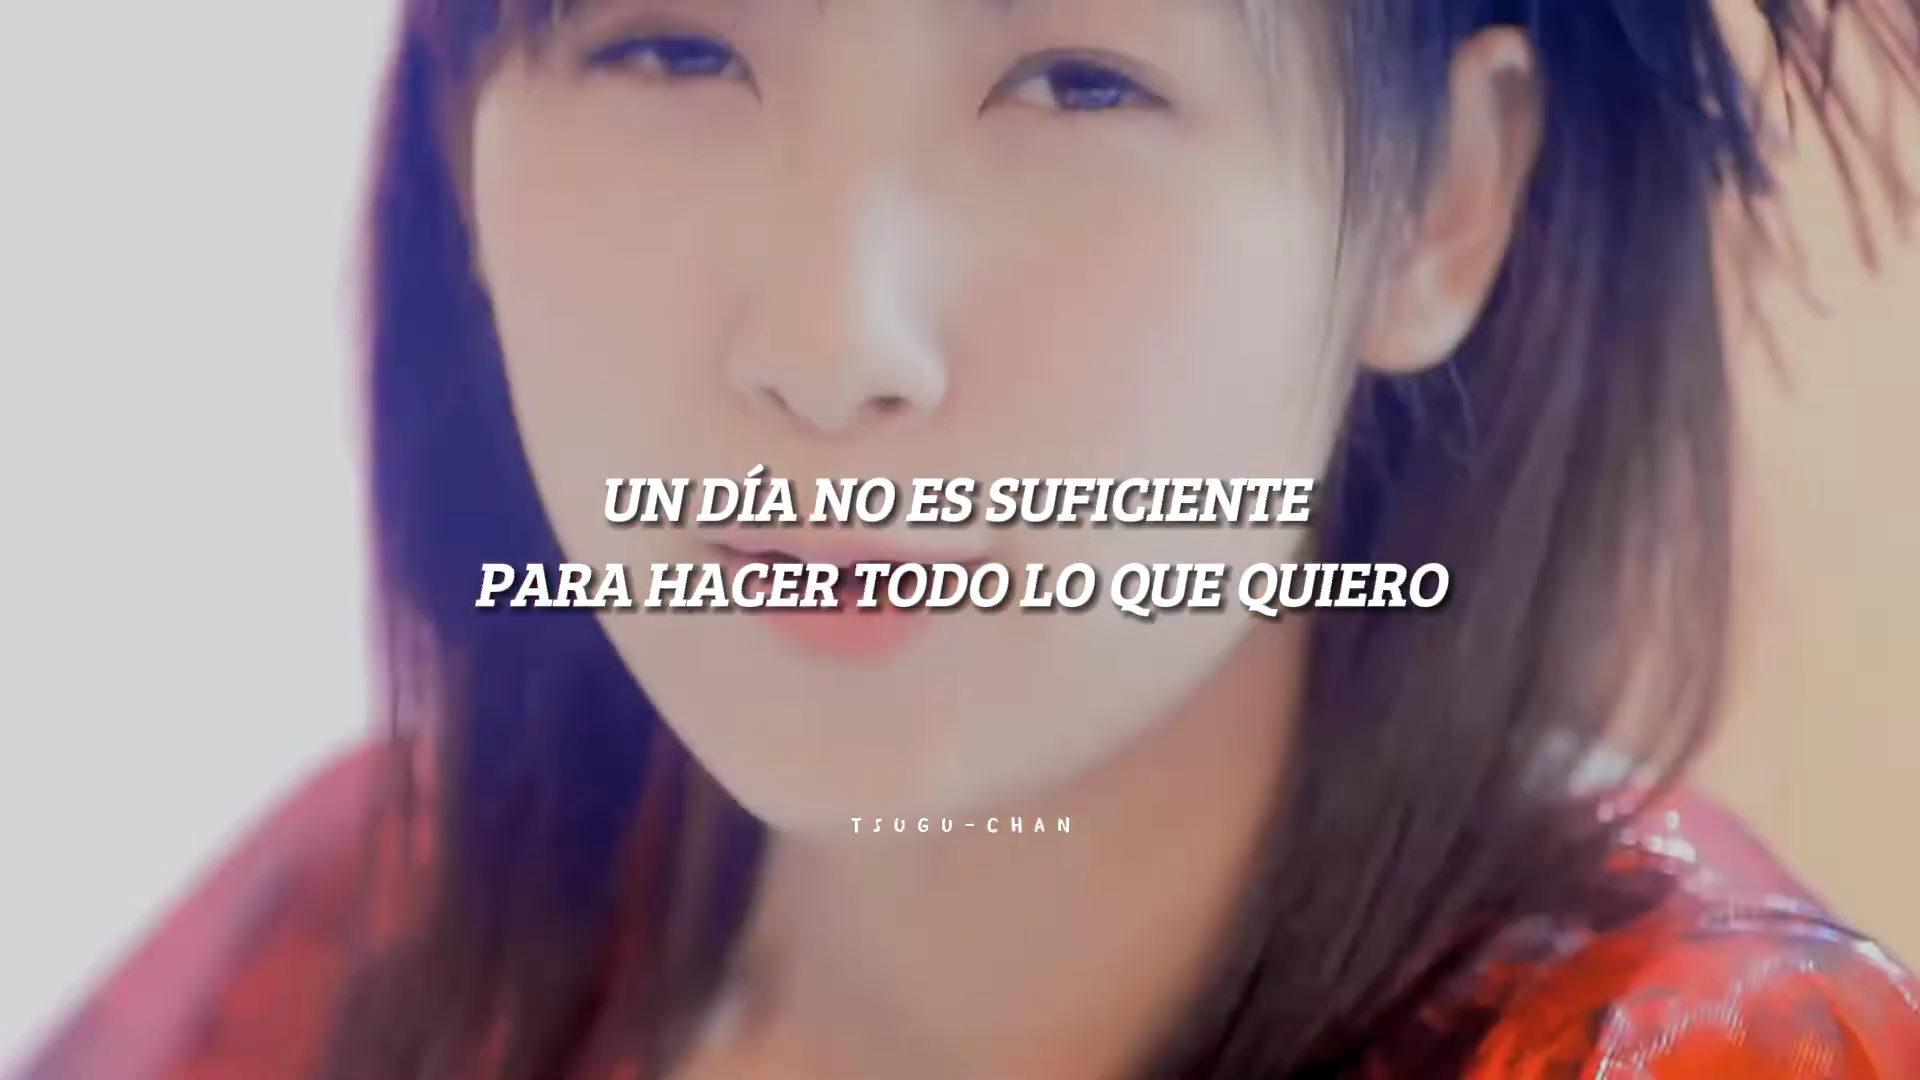 UN DÍA NO ES SUFICIENTE
PARA HACER TODO LO QUE QUIERO
TSUGU-CHAN